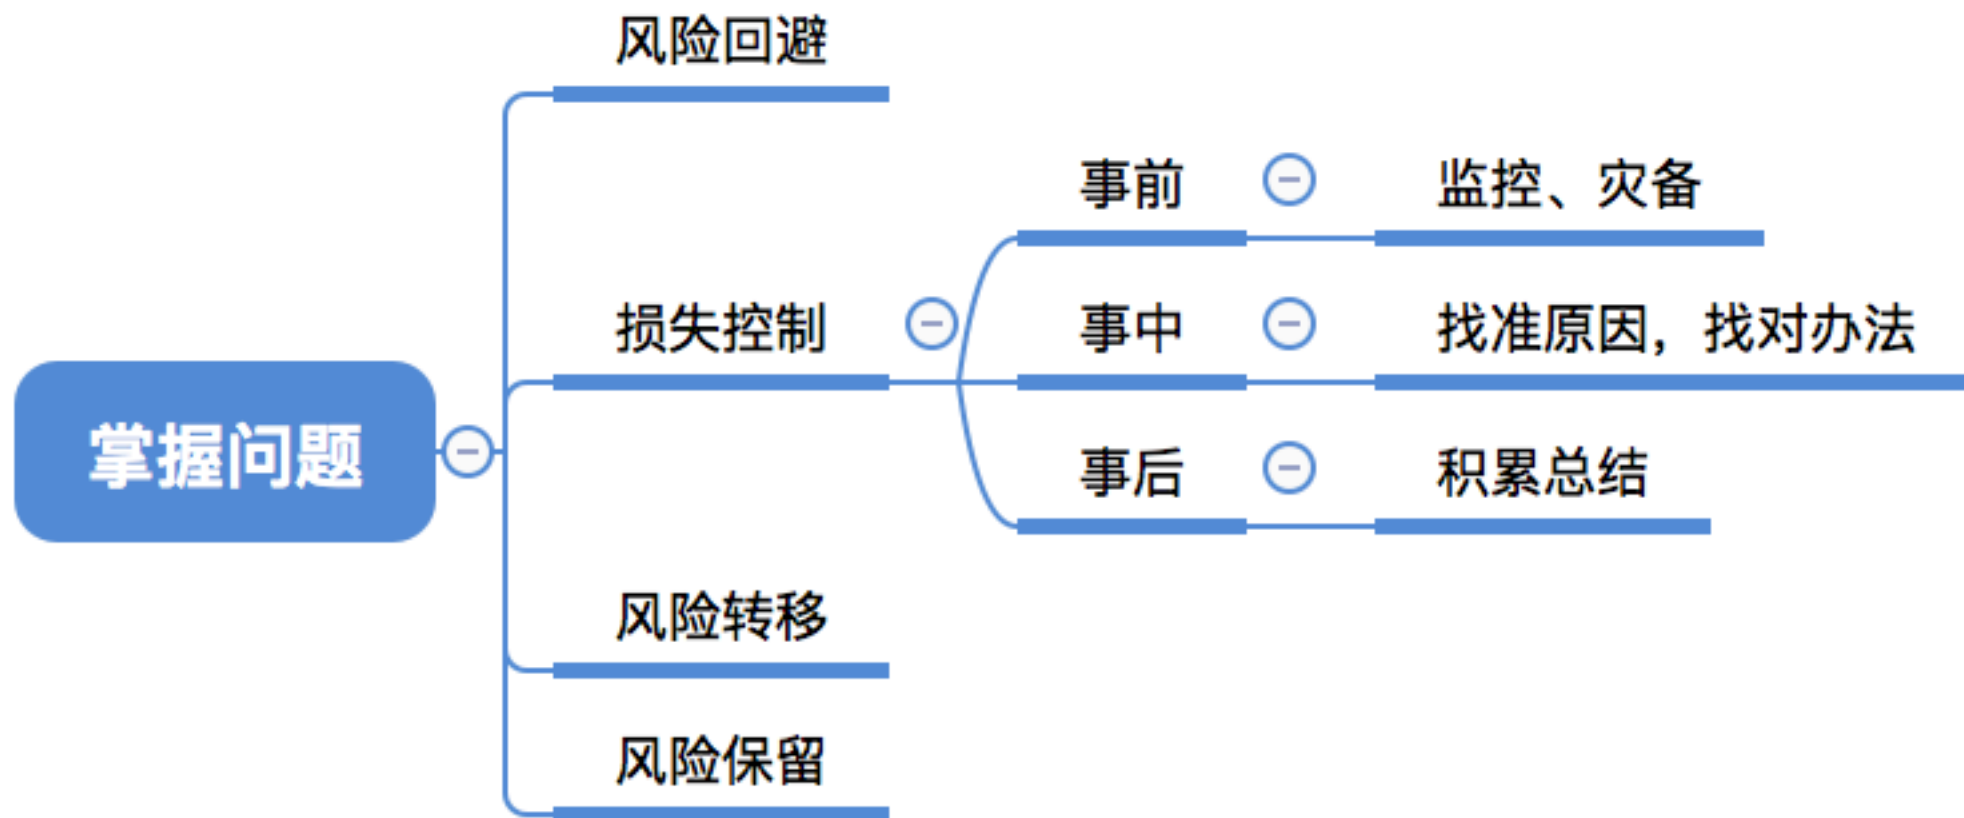 风险回避
事前
监控、灾备
损失控制
事中
找准原因，找对办法
掌握问题
事后
积累总结
风险转移
风险保留